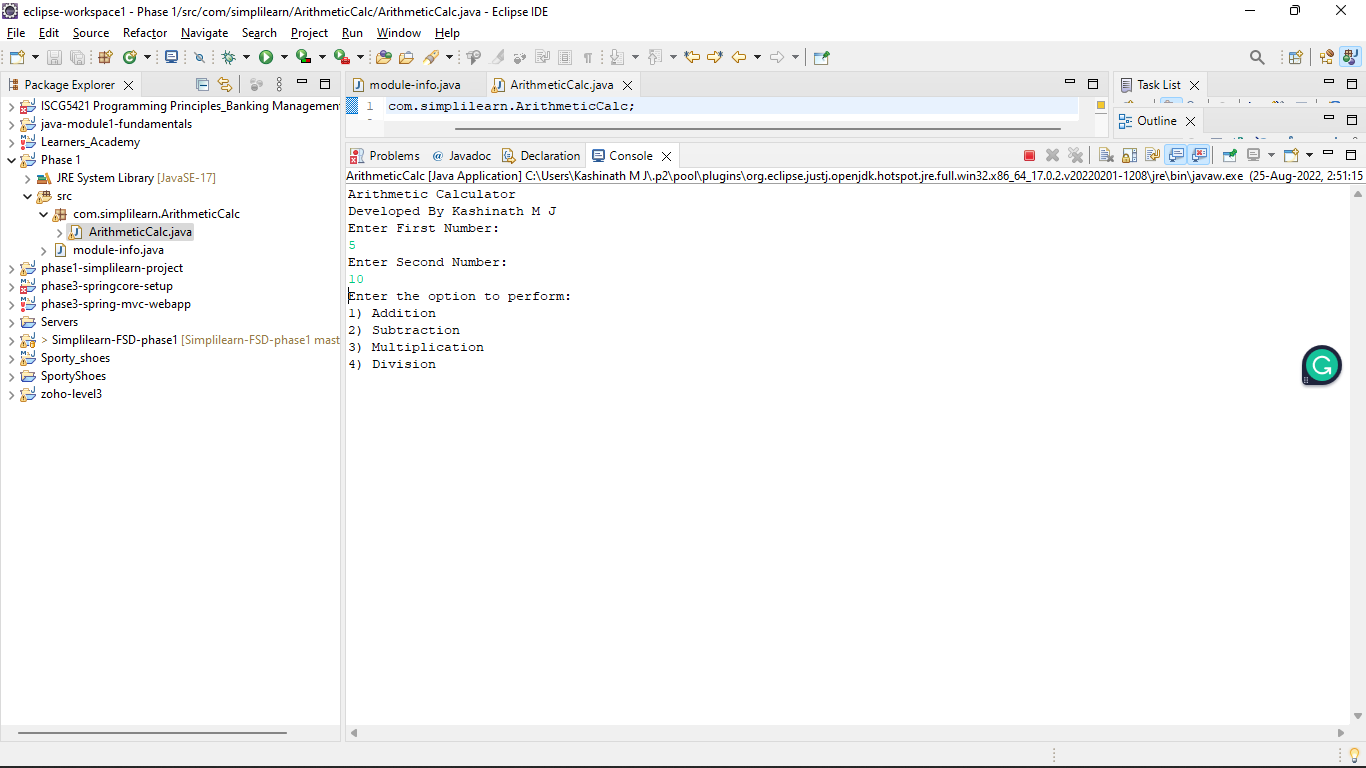 eclipse-workspace1 - Phase 1/src/com/simplilearn/ArithmeticCalc/ArithmeticCalc.java - Eclipse IDE
File Edit Source Refactor Navigate Search Project Run Window Help
Package Explorer
ISCG5421 Programming Principles_Banking Managemen
java-module1-fundamentals
Learners_Academy
Phase 1
JRE System Library [JavaSE-17]
src
com.simplilearn.ArithmeticCalc
ArithmeticCalc.java
module-info.java
phase1-simplilearn-project
phase3-springcore-setup
phase3-spring-mvc-webapp
Servers
> Simplilearn-FSD-phase1 [Simplilearn-FSD-phase1 mast
Sporty_shoes
SportyShoes
zoho-level3
module-info.java ArithmeticCalc.java
1 com.simplilearn.ArithmeticCalc;
Task List
Outline
Problems @ Javadoc Declaration Console
ArithmeticCalc [Java Application] C:\Users\Kashinath M J\.p2\pool\plugins\org.eclipse.justj.openjdk.hotspot.jre.full.win32.x86_64_17.0.2.v20220201-1208\jre\bin\javaw.exe (25-Aug-2022, 2:51:15
Arithmetic Calculator
Developed By Kashinath M J
Enter First Number:
5
Enter Second Number:
10
Enter the option to perform:
1) Addition
2) Subtraction
3) Multiplication
4) Division